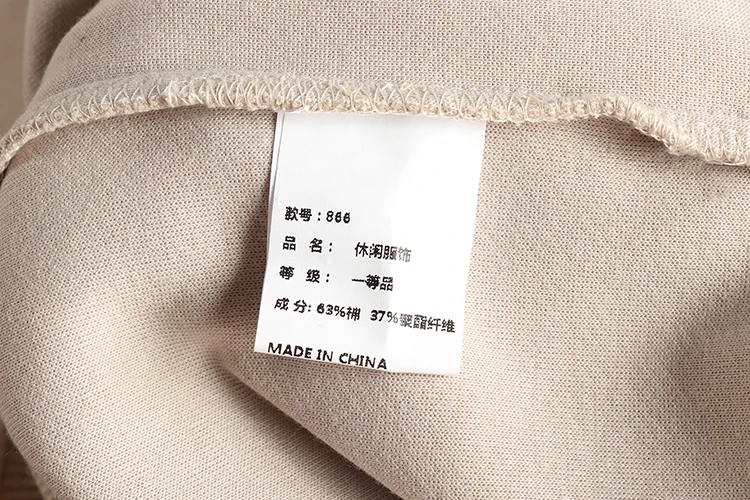 款号：866
品 名： 休闲服饰
等 级： 一等品
成 分: 63%棉 37%聚酯纤维
MADE IN CHINA